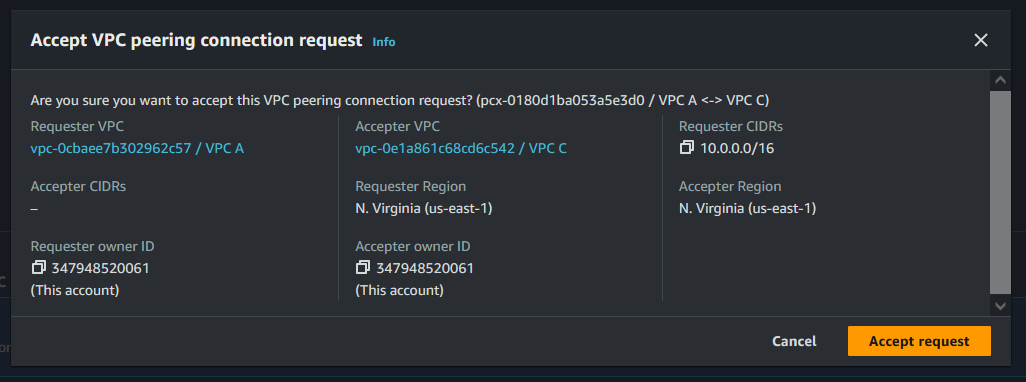 Accept VPC peering connection request Info
Are you sure you want to accept this VPC peering connection request? (pcx-0180d1ba053a5e3d0 / VPC A <-> VPC C)
Requester VPC
vpc-0cbaee7b302962c57 / VPC A
Accepter VPC
vpc-0e1a861c68cd6c542 / VPC C
Requester CIDRs
10.0.0.0/16
Accepter CIDRs
–
Requester Region
N. Virginia (us-east-1)
Accepter Region
N. Virginia (us-east-1)
Requester owner ID
347948520061
(This account)
Accepter owner ID
347948520061
(This account)
Cancel
Accept request